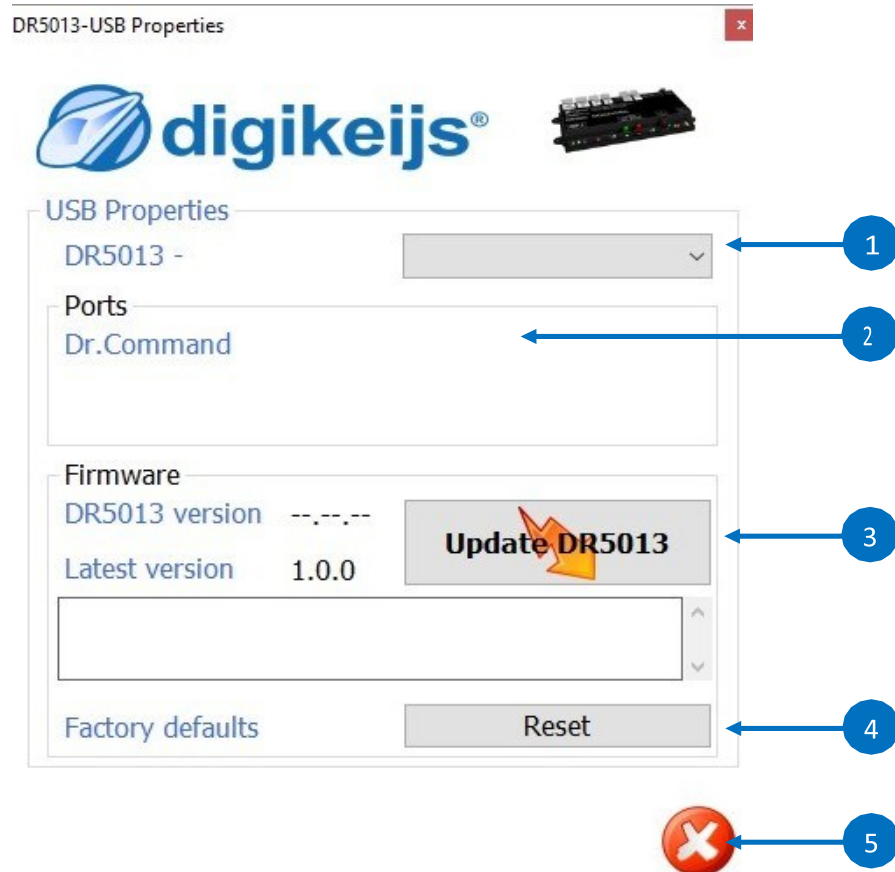 DR5013-USB Properties
x
digikeijs®
USB Properties
DR5013 -
1
Ports
Dr.Command
2
Firmware
DR5013 version --.--.--
Update DR5013
3
Latest version 1.0.0
Factory defaults
Reset
4
5